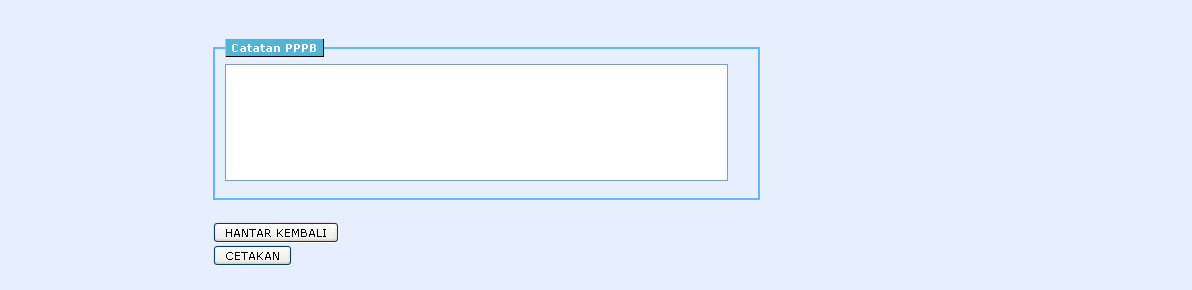 Catatan PPPB
HANTAR KEMBALI
CETAKAN